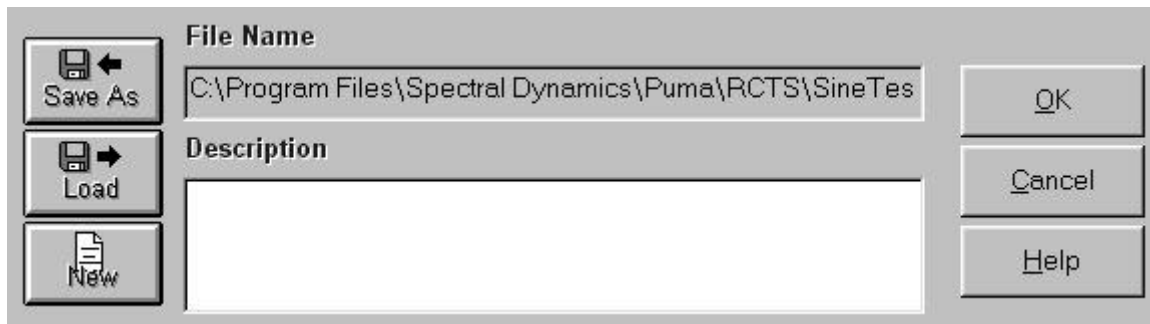 File Name
Save As
C:\Program Files\Spectral Dynamics\Puma\RCTS\SineTes
OK
Description
Load
Cancel
New
Help